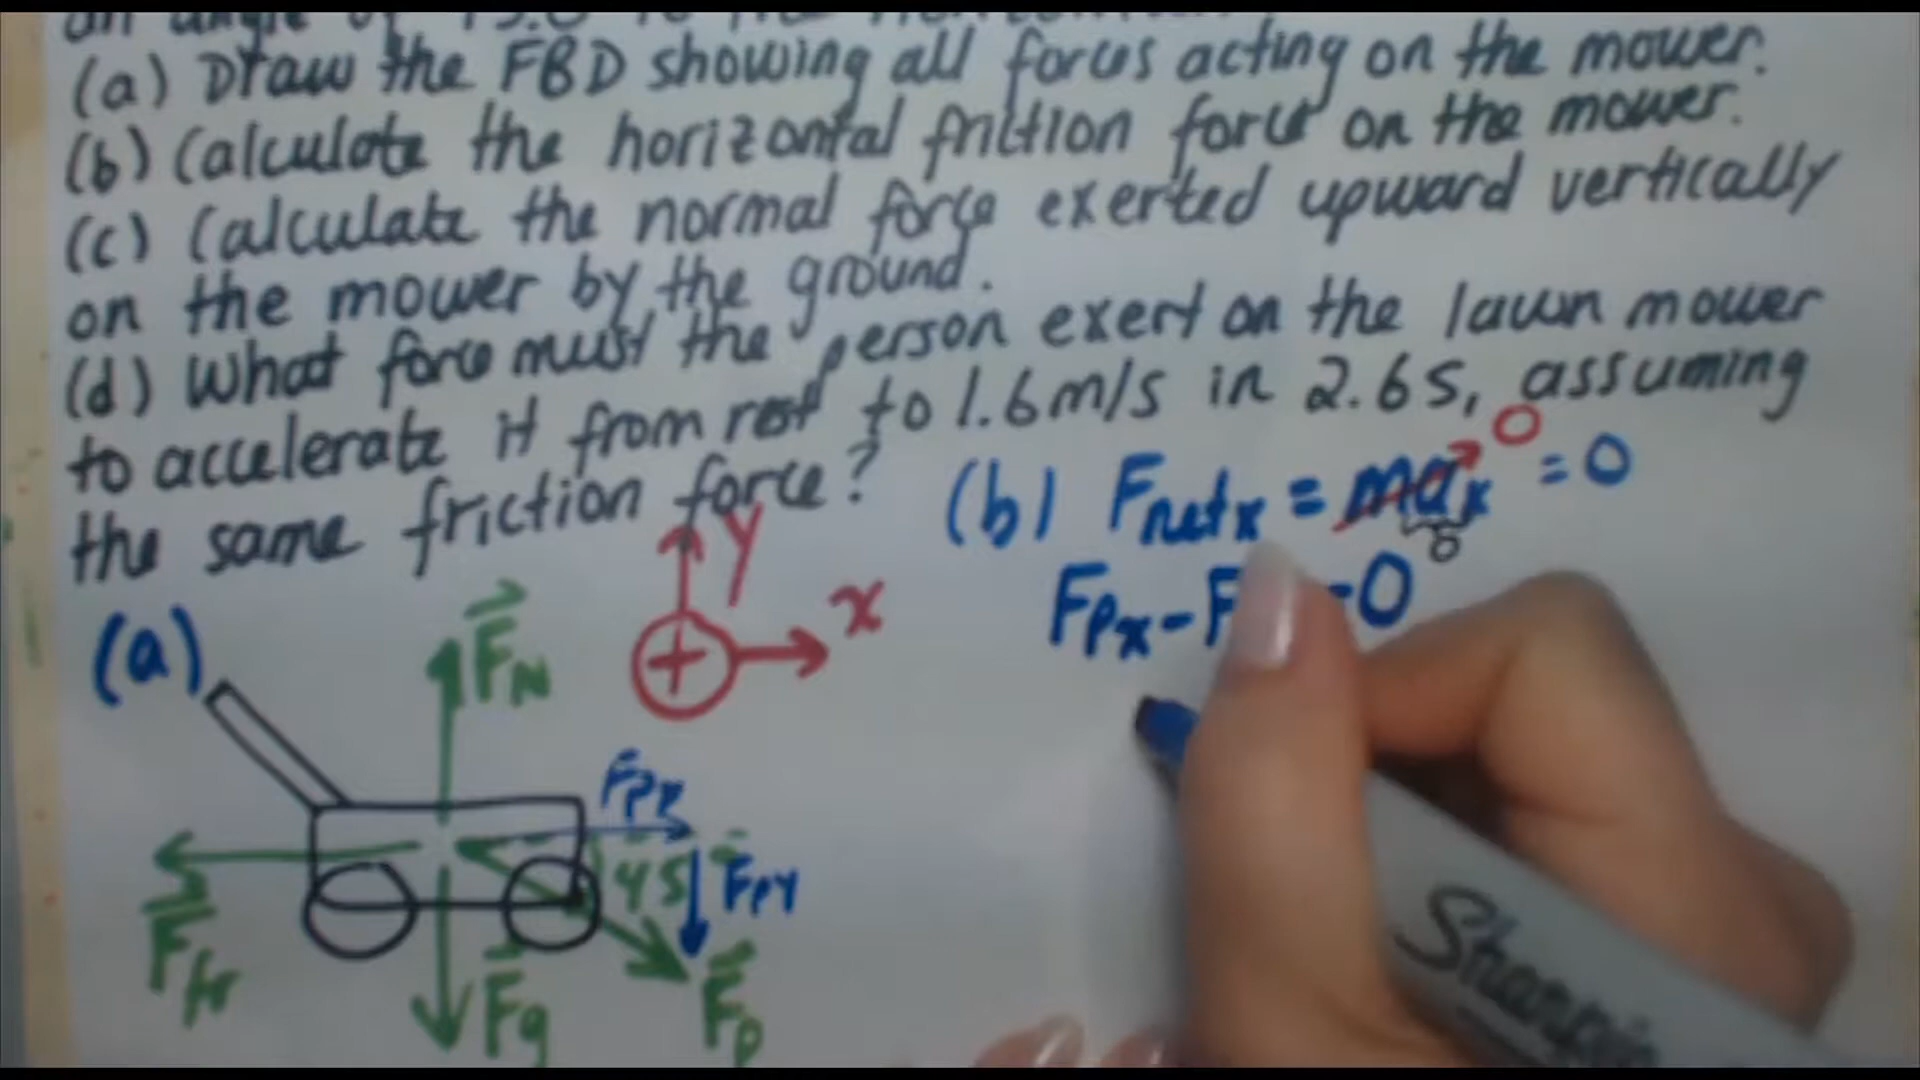 (a) Draw the FBD showing all forces acting on the mower.
(b) Calculate the horizontal friction force on the mower.
(c) Calculate the normal force exerted upward vertically
on the mower by the ground.
(d) What force must the person exert on the lawn mower
to accelerate it from rest to 1.6m/s in 2.6s, assuming
the same friction force?
(b) Fnetx = max = 0
0
0
Fpx - F = 0
(a)
FN
y
x
+
Fpx
45
Fpy
Ffr
Fg
Fp
Sharpie